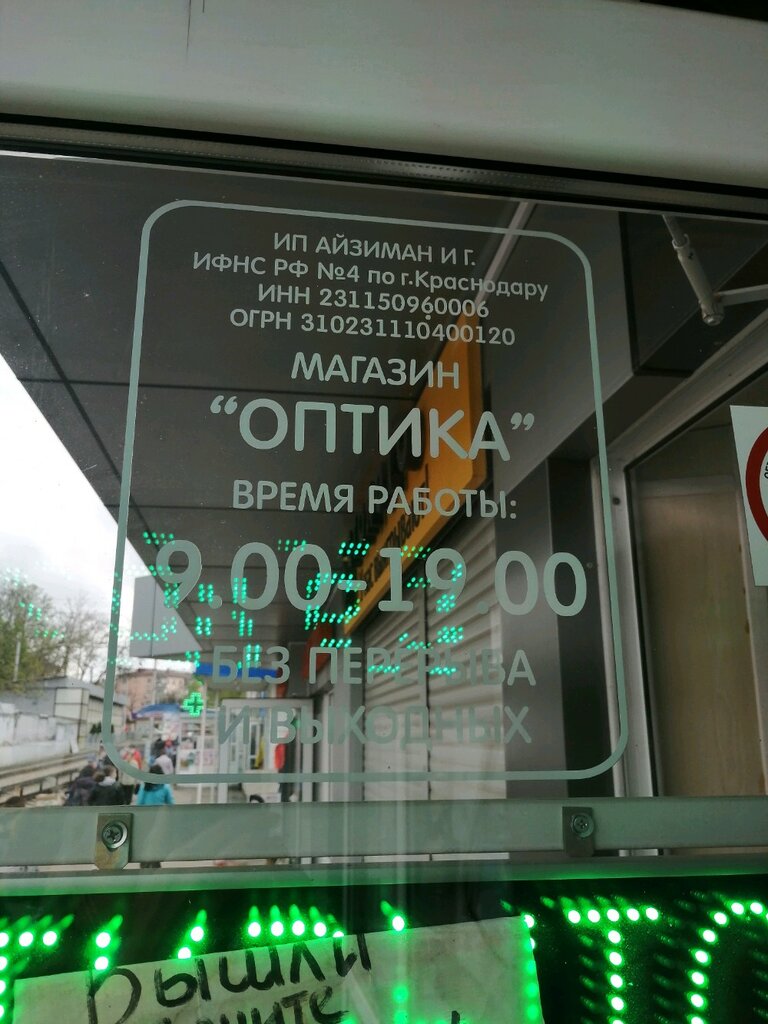 ИП АЙЗИМАН И Г.
ИФНС РФ №4 по г.Краснодару
ИНН 231150960006
ОГРН 310231110400120
МАГАЗИН
“ОПТИКА”
ВРЕМЯ РАБОТЫ:
9.00-19.00
БЕЗ ПЕРЕРЫВА
И ВЫХОДНЫХ
Вышли